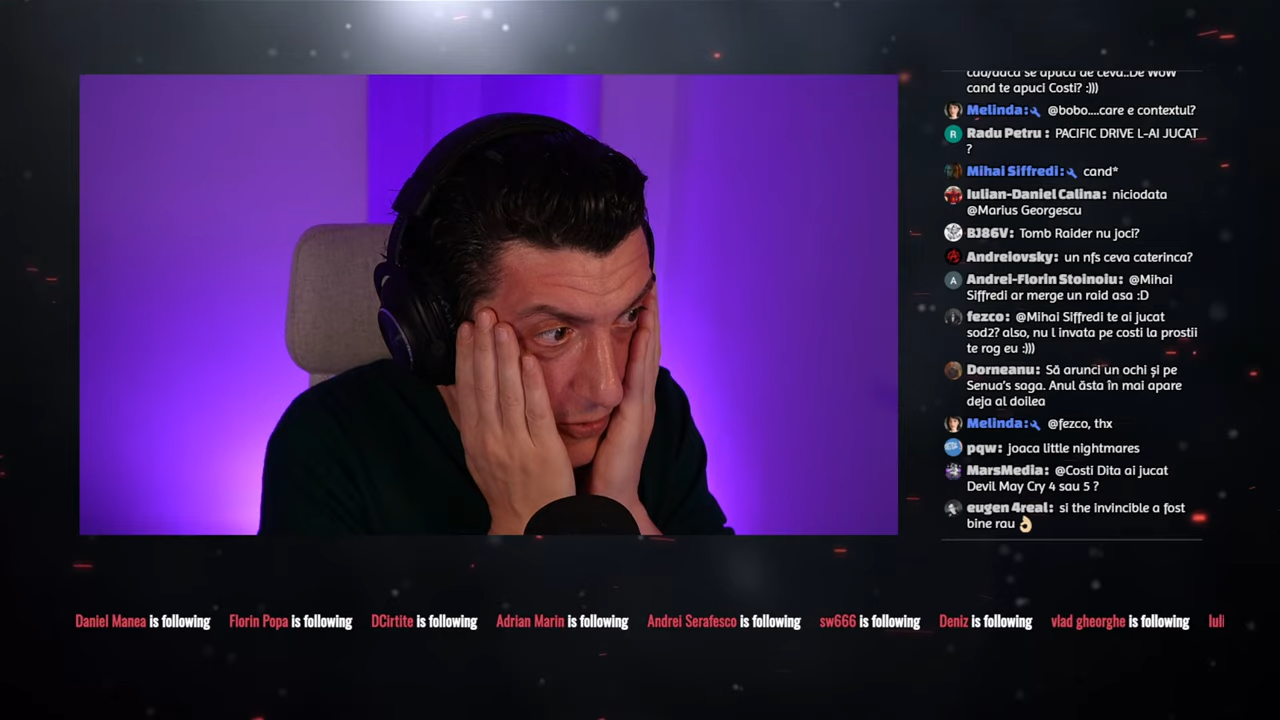 caa/daca se apuca de ceva..De WoW
cand te apuci Costi? :)))
Melinda: @bobo....care e contextul?
Radu Petru : PACIFIC DRIVE L-AI JUCAT
?
Mihai Siffredi: cand*
Iulian-Daniel Calina: niciodata
@Marius Georgescu
BJ86V: Tomb Raider nu joci?
Andreiovsky: un nfs ceva caterinca?
Andrei-Florin Stoinoiu: @Mihai
Siffredi ar merge un raid asa :D
fezco: @Mihai Siffredi te ai jucat
sod2? also, nu l invata pe costi la prostii
te rog eu :)))
Dorneanu: Să arunci un ochi și pe
Senua's saga. Anul ăsta în mai apare
deja al doilea
Melinda: @fezco, thx
pqw: joaca little nightmares
MarsMedia: @Costi Dita ai jucat
Devil May Cry 4 sau 5 ?
eugen 4real: si the invincible a fost
bine rau 👌🏼
Daniel Manea is following Florin Popa is following DCirtite is following Adrian Marin is following Andrei Serafesco is following sw666 is following Deniz is following vlad gheorghe is following Iuli